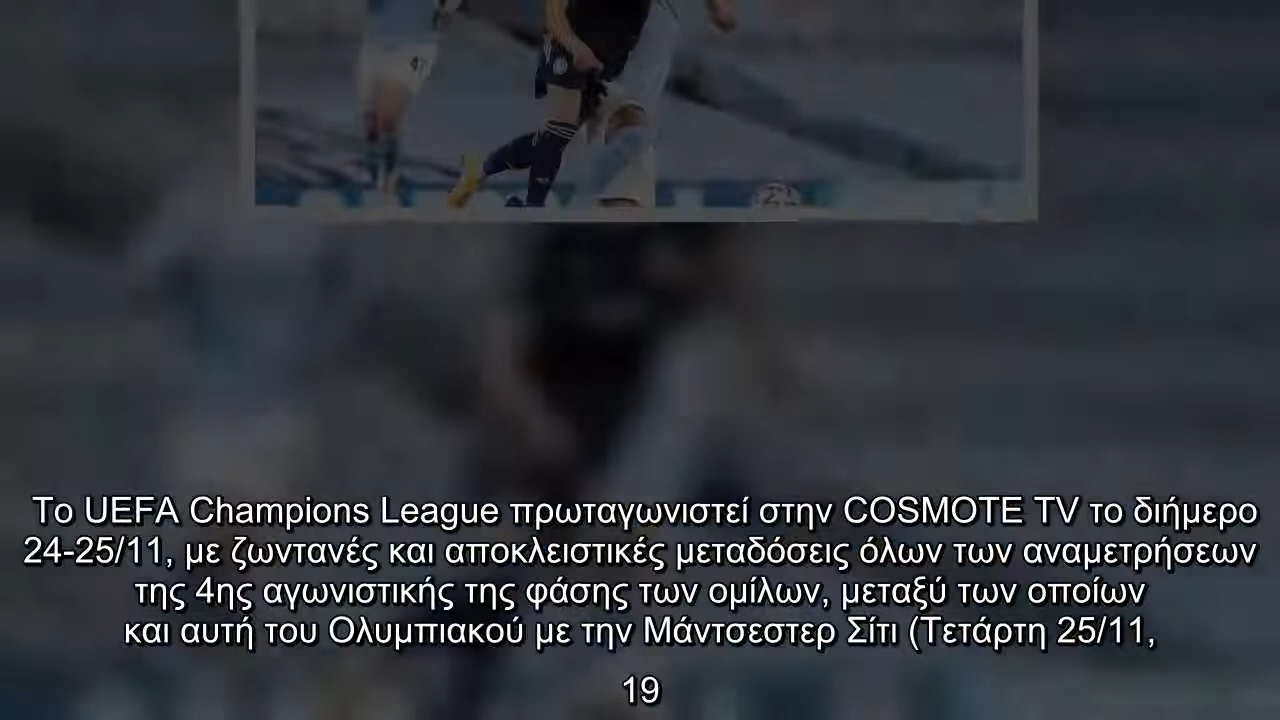 Το UEFA Champions League πρωταγωνιστεί στην COSMOTE TV το διήμερο
24-25/11, με ζωντανές και αποκλειστικές μεταδόσεις όλων των αναμετρήσεων
της 4ης αγωνιστικής της φάσης των ομίλων, μεταξύ των οποίων
και αυτή του Ολυμπιακού με την Μάντσεστερ Σίτι (Τετάρτη 25/11,
19